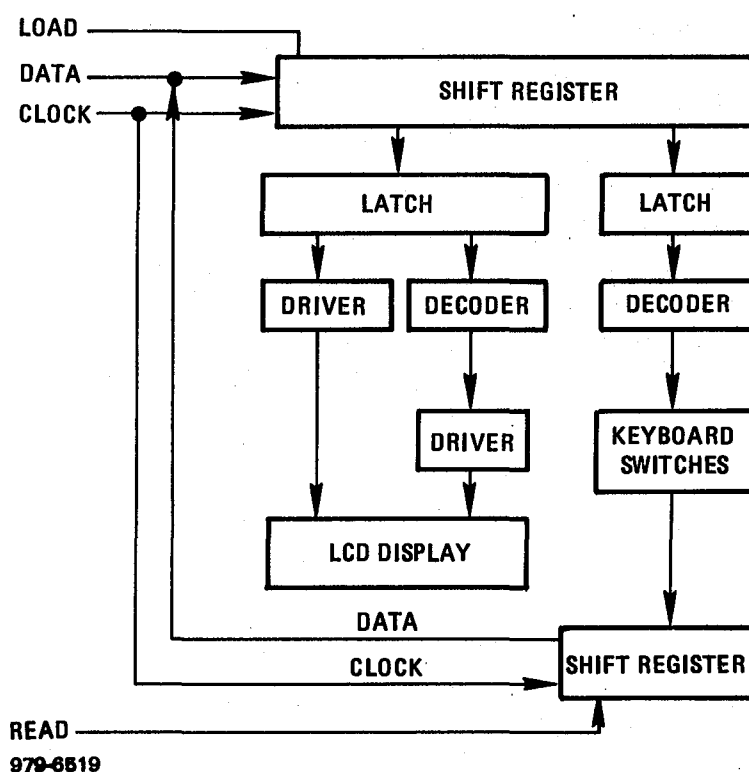 LOAD
DATA
CLOCK
SHIFT REGISTER
LATCH
LATCH
DRIVER
DECODER
DECODER
DRIVER
KEYBOARD
SWITCHES
LCD DISPLAY
DATA
CLOCK
SHIFT REGISTER
READ
979-6519